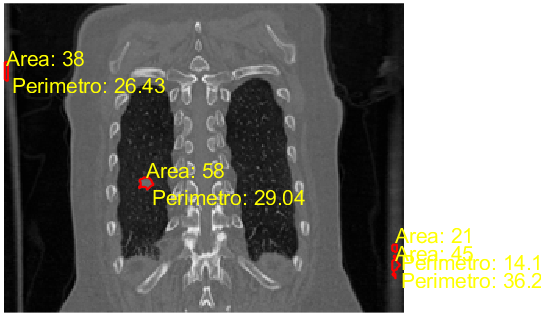 Area: 38
Perimetro: 26.43
Area: 58
Perimetro: 29.04
Area: 21
Area: 45
Perimetro: 14.1
Perimetro: 36.2